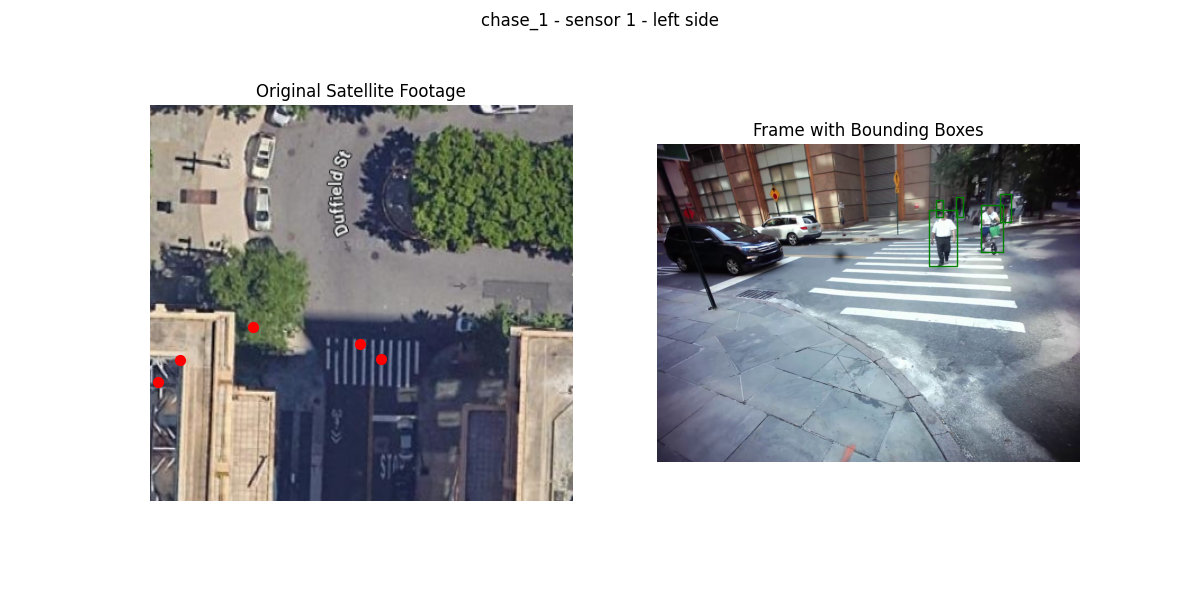 chase_1 - sensor 1 - left side
Original Satellite Footage
Frame with Bounding Boxes
Duffield St